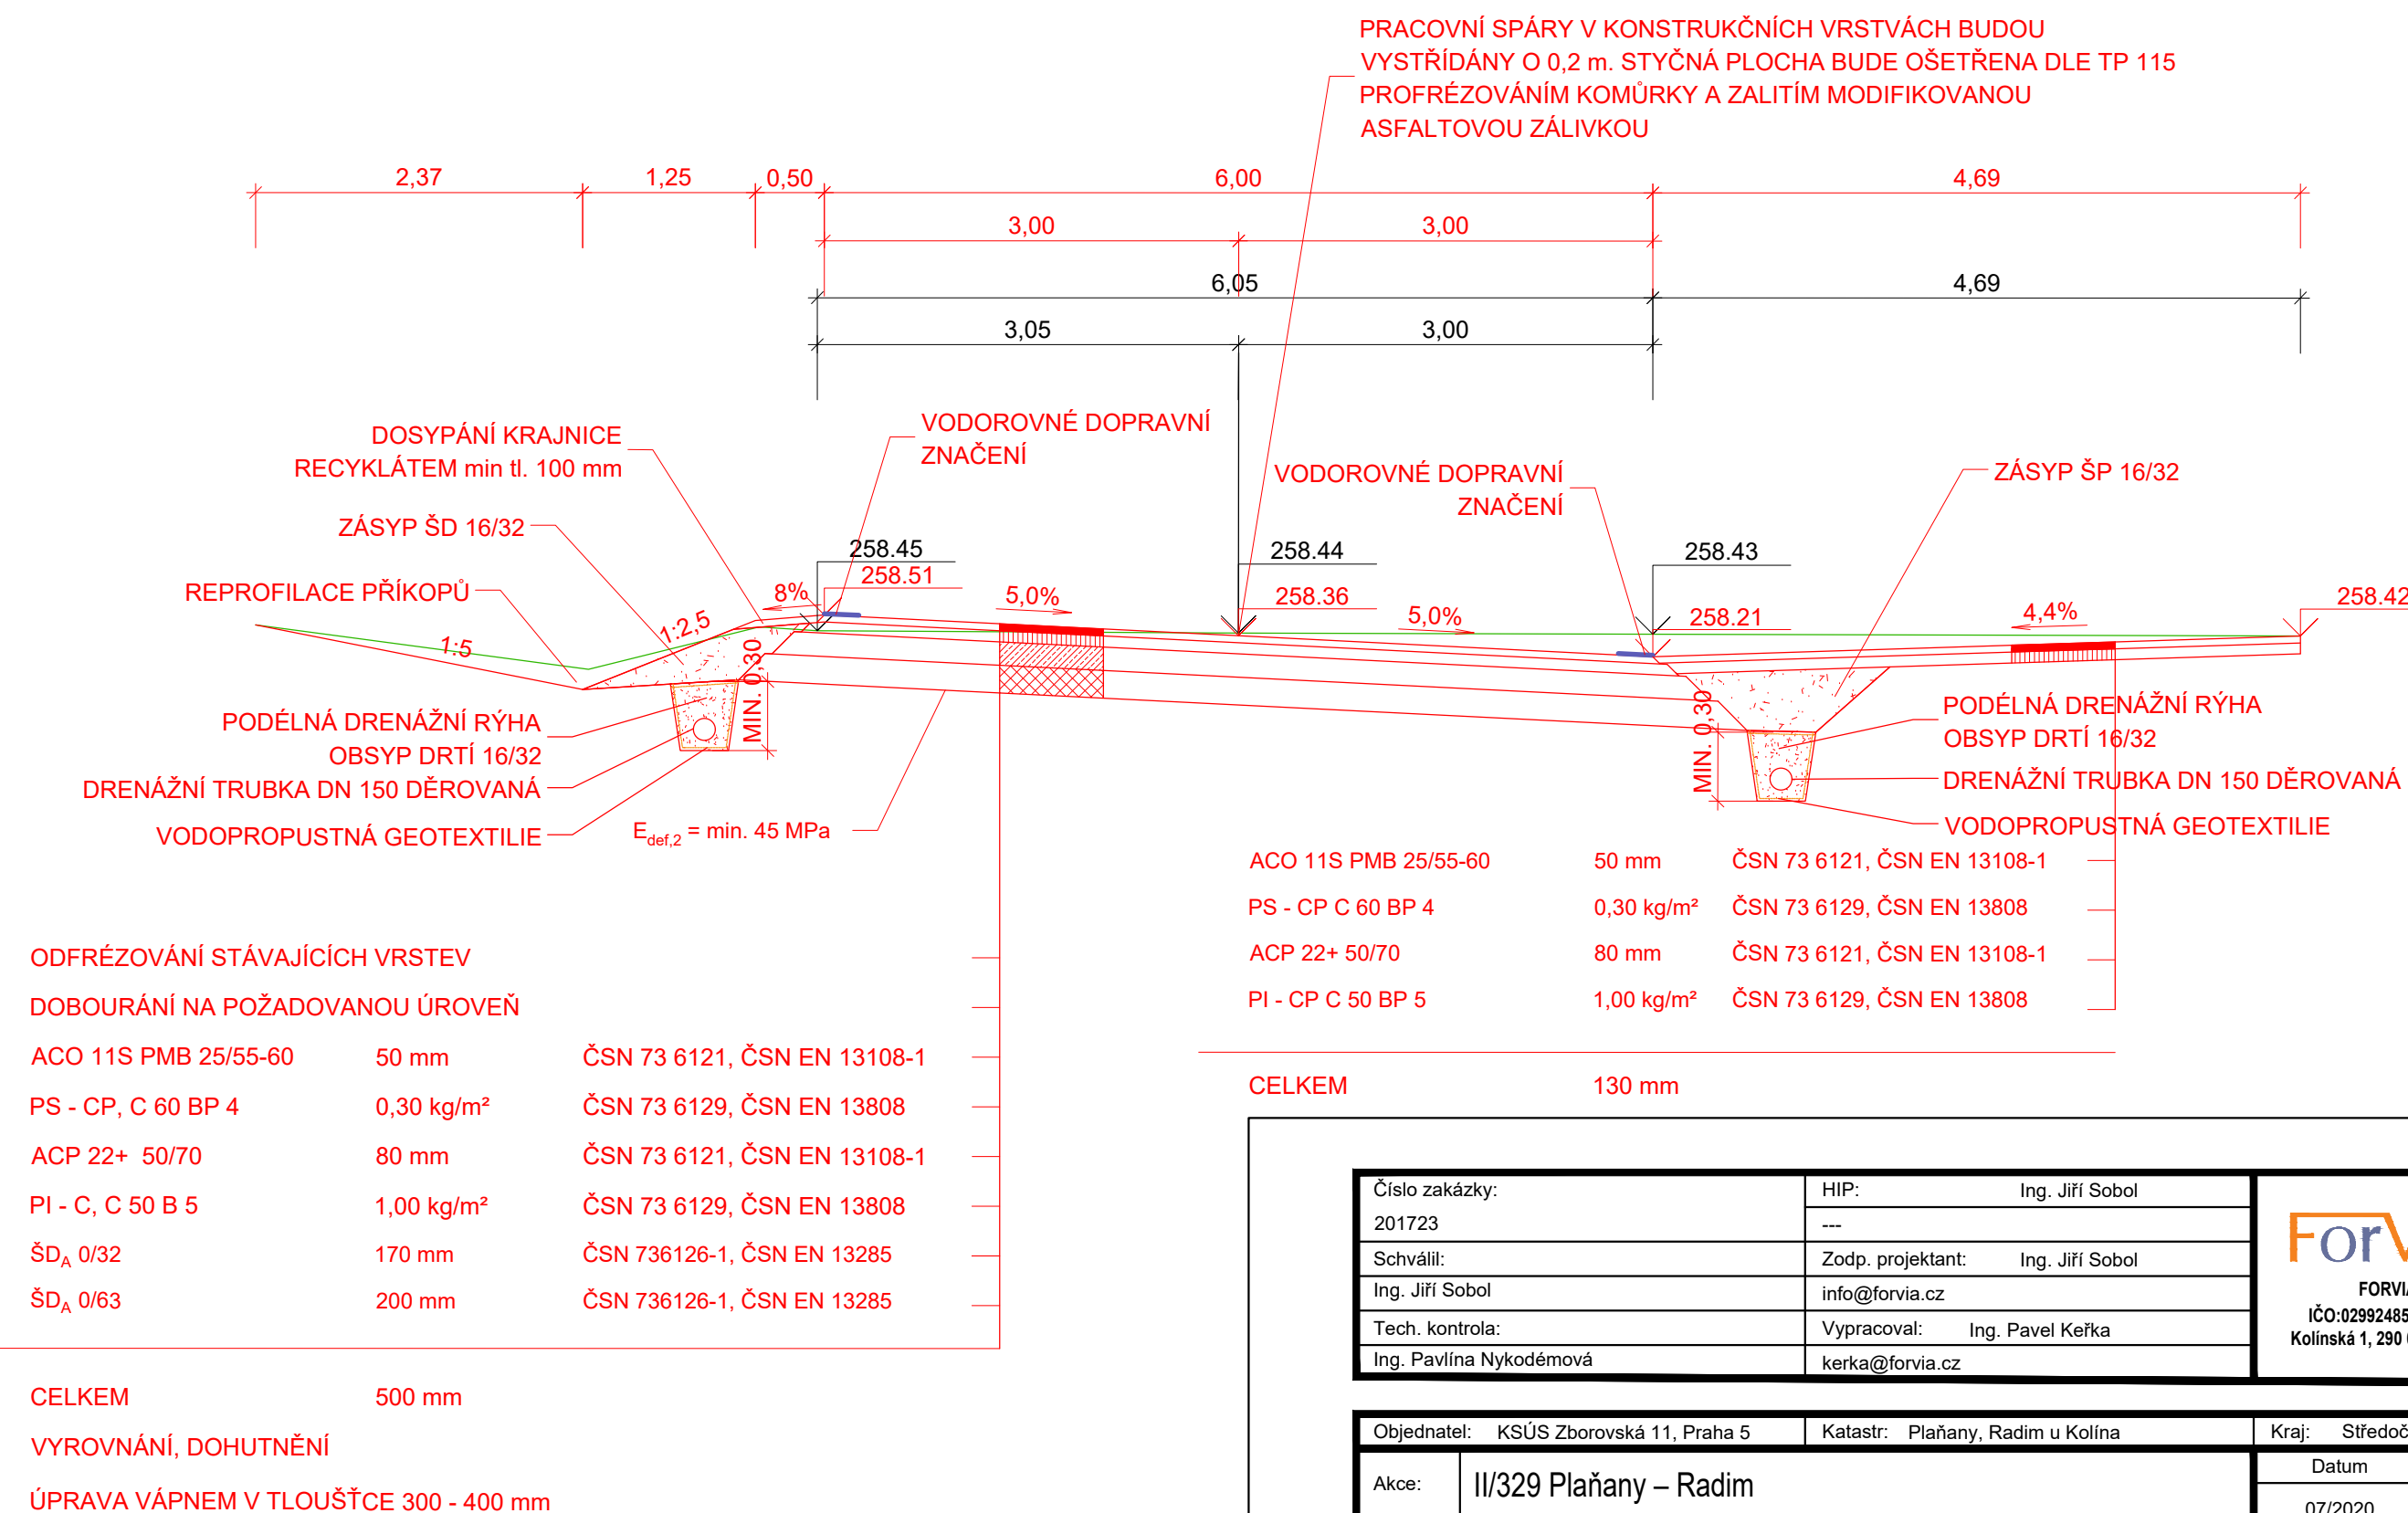 PRACOVNÍ SPÁRY V KONSTRUKČNÍCH VRSTVÁCH BUDOU
VYSTŘÍDÁNY O 0,2 m. STYČNÁ PLOCHA BUDE OŠETŘENA DLE TP 115
PROFRÉZOVÁNÍM KOMŮRKY A ZALITÍM MODIFIKOVANOU
ASFALTOVOU ZÁLIVKOU
2,37 1,25 0,50 6,00 4,69
3,00 3,00
6,05 4,69
3,05 3,00
DOSYPÁNÍ KRAJNICE
RECYKLÁTEM min tl. 100 mm
VODOROVNÉ DOPRAVNÍ
ZNAČENÍ
VODOROVNÉ DOPRAVNÍ
ZNAČENÍ
ZÁSYP ŠP 16/32
ZÁSYP ŠD 16/32
REPROFILACE PŘÍKOPŮ
258.45
258.51
258.44
258.36
258.43
258.21
258.42
8%
5,0%
5,0%
4,4%
1:5
1:2,5
MIN. 0,30
MIN. 0,30
PODÉLNÁ DRENÁŽNÍ RÝHA
OBSYP DRTÍ 16/32
DRENÁŽNÍ TRUBKA DN 150 DĚROVANÁ
VODOPROPUSTNÁ GEOTEXTILIE
Edef,2 = min. 45 MPa
PODÉLNÁ DRENÁŽNÍ RÝHA
OBSYP DRTÍ 16/32
DRENÁŽNÍ TRUBKA DN 150 DĚROVANÁ
VODOPROPUSTNÁ GEOTEXTILIE
ACO 11S PMB 25/55-60 50 mm ČSN 73 6121, ČSN EN 13108-1
PS - CP C 60 BP 4 0,30 kg/m² ČSN 73 6129, ČSN EN 13808
ACP 22+ 50/70 80 mm ČSN 73 6121, ČSN EN 13108-1
PI - CP C 50 BP 5 1,00 kg/m² ČSN 73 6129, ČSN EN 13808
CELKEM 130 mm
ODFRÉZOVÁNÍ STÁVAJÍCÍCH VRSTEV
DOBOURÁNÍ NA POŽADOVANOU ÚROVEŇ
ACO 11S PMB 25/55-60 50 mm ČSN 73 6121, ČSN EN 13108-1
PS - CP, C 60 BP 4 0,30 kg/m² ČSN 73 6129, ČSN EN 13808
ACP 22+ 50/70 80 mm ČSN 73 6121, ČSN EN 13108-1
PI - C, C 50 B 5 1,00 kg/m² ČSN 73 6129, ČSN EN 13808
ŠDA 0/32 170 mm ČSN 736126-1, ČSN EN 13285
ŠDA 0/63 200 mm ČSN 736126-1, ČSN EN 13285
CELKEM 500 mm
VYROVNÁNÍ, DOHUTNĚNÍ
ÚPRAVA VÁPNEM V TLOUŠŤCE 300 - 400 mm
Číslo zakázky: HIP: Ing. Jiří Sobol
201723 ---
Schválil: Zodp. projektant: Ing. Jiří Sobol
Ing. Jiří Sobol info@forvia.cz
Tech. kontrola: Vypracoval: Ing. Pavel Keřka
Ing. Pavlína Nykodémová kerka@forvia.cz
ForV
FORVIA
IČO:02992485
Kolínská 1, 290
Objednatel: KSÚS Zborovská 11, Praha 5 Katastr: Plaňany, Radim u Kolína Kraj: Středoč
Akce: II/329 Plaňany – Radim
Datum
07/2020